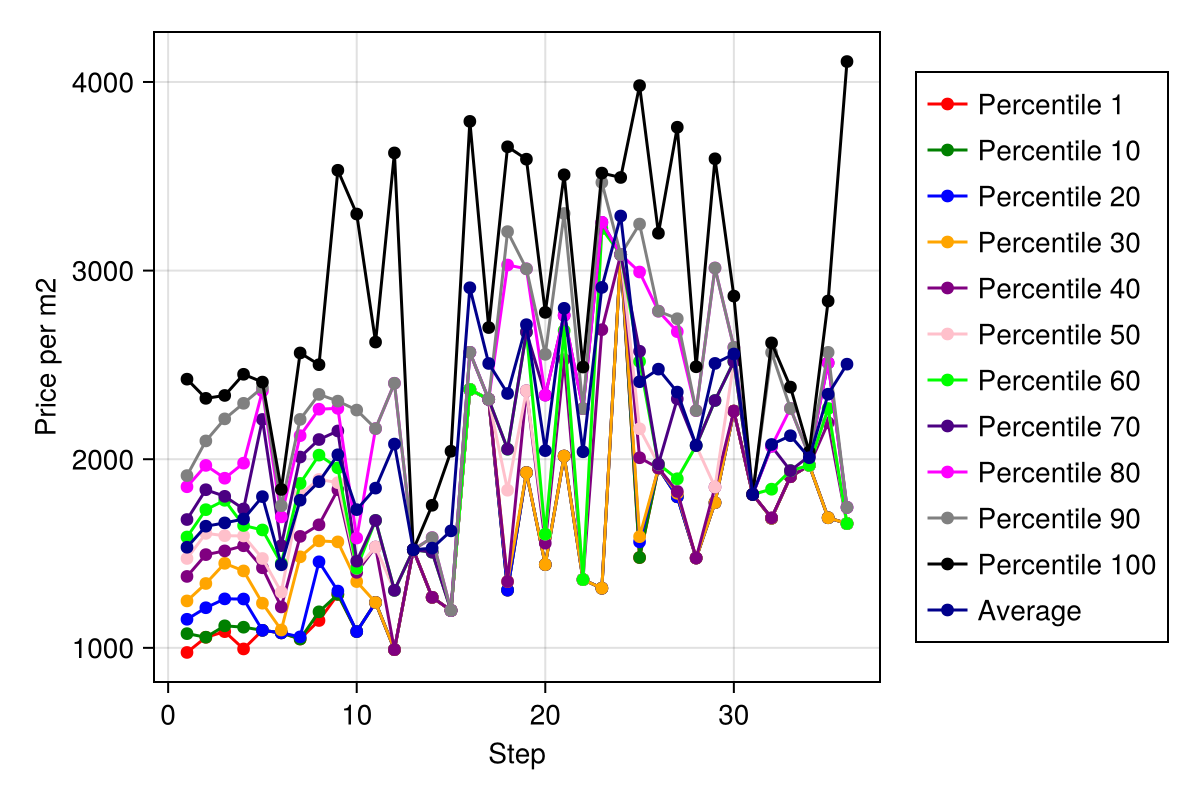 4000
3000
2000
1000
Price per m2
0
10
20
30
Step
Percentile 1
Percentile 10
Percentile 20
Percentile 30
Percentile 40
Percentile 50
Percentile 60
Percentile 70
Percentile 80
Percentile 90
Percentile 100
Average